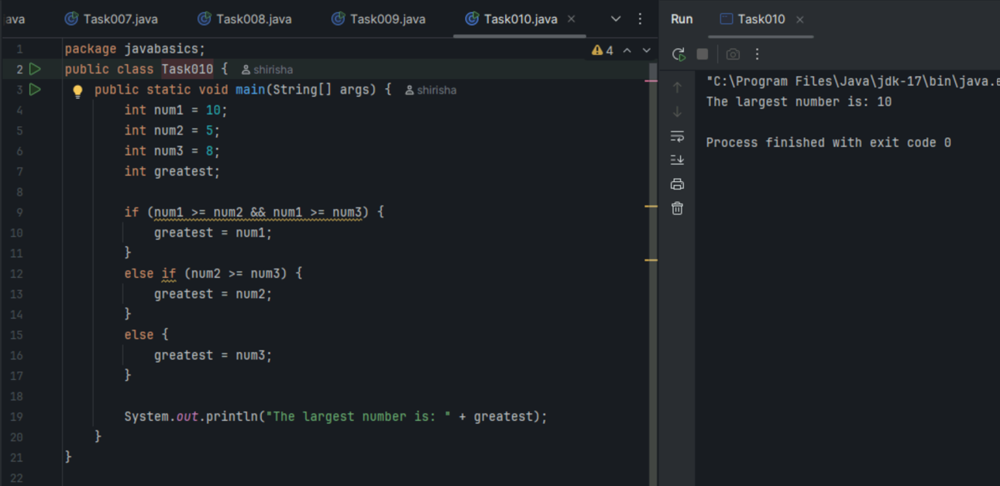 java Task007.java Task008.java Task009.java Task010.java Run Task010
1 package javabasics; 4
2 public class Task010 { shirisha
3 public static void main(String[] args) { shirisha
4 int num1 = 10;
5 int num2 = 5;
6 int num3 = 8;
7 int greatest;
8
9 if (num1 >= num2 && num1 >= num3) {
10 greatest = num1;
11 }
12 else if (num2 >= num3) {
13 greatest = num2;
14 }
15 else {
16 greatest = num3;
17 }
18
19 System.out.println("The largest number is: " + greatest);
20 }
21 }
22
"C:\Program Files\Java\jdk-17\bin\java.e
The largest number is: 10
Process finished with exit code 0